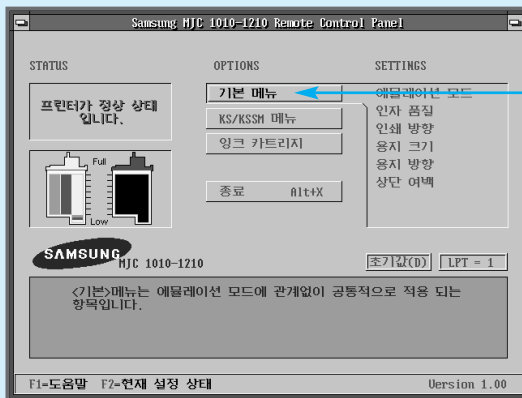 Samsung MJC 1010-1210 Remote Control Panel
STATUS
OPTIONS
SETTINGS
프린터가 정상 상태
입니다.
Full
Low
기본 메뉴
KS/KSSM 메뉴
잉크 카트리지
종료 Alt+X
에뮬레이션 모드
인자 품질
인쇄 방향
용지 크기
용지 방향
상단 여백
SAMSUNG
MJC 1010-1210
초기값(D)
LPT = 1
<기본>메뉴는 에뮬레이션 모드에 관계없이 공통적으로 적용 되는
항목입니다.
F1=도움말 F2=현재 설정 상태
Version 1.00